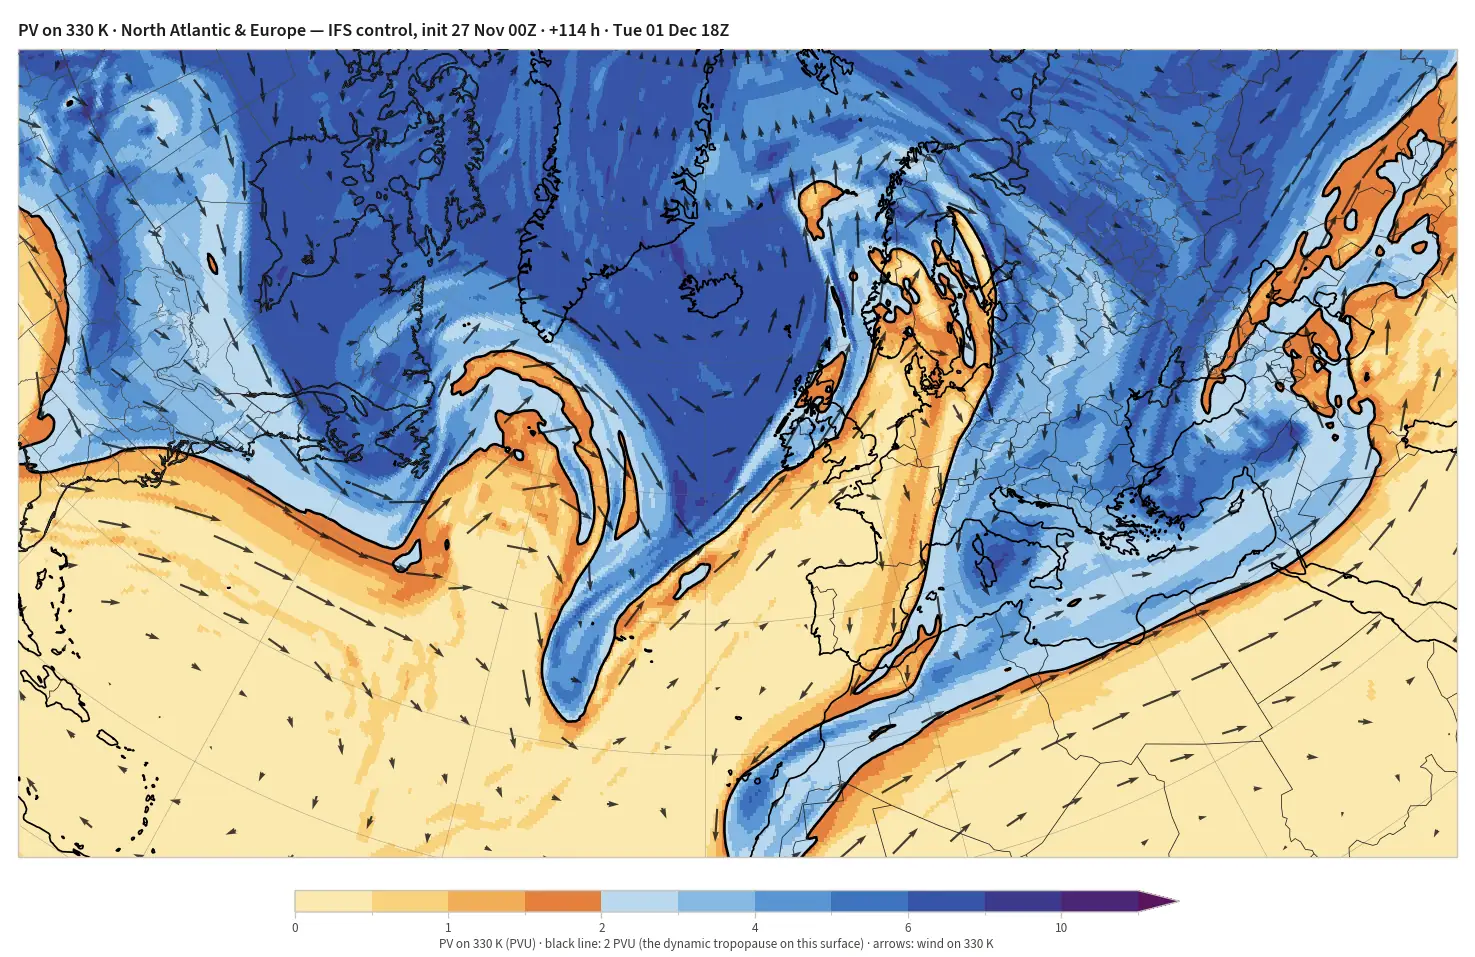 PV on 330 K · North Atlantic & Europe — IFS control, init 27 Nov 00Z · +114 h · Tue 01 Dec 18Z
0 1 2 4 6 10
PV on 330 K (PVU) · black line: 2 PVU (the dynamic tropopause on this surface) · arrows: wind on 330 K